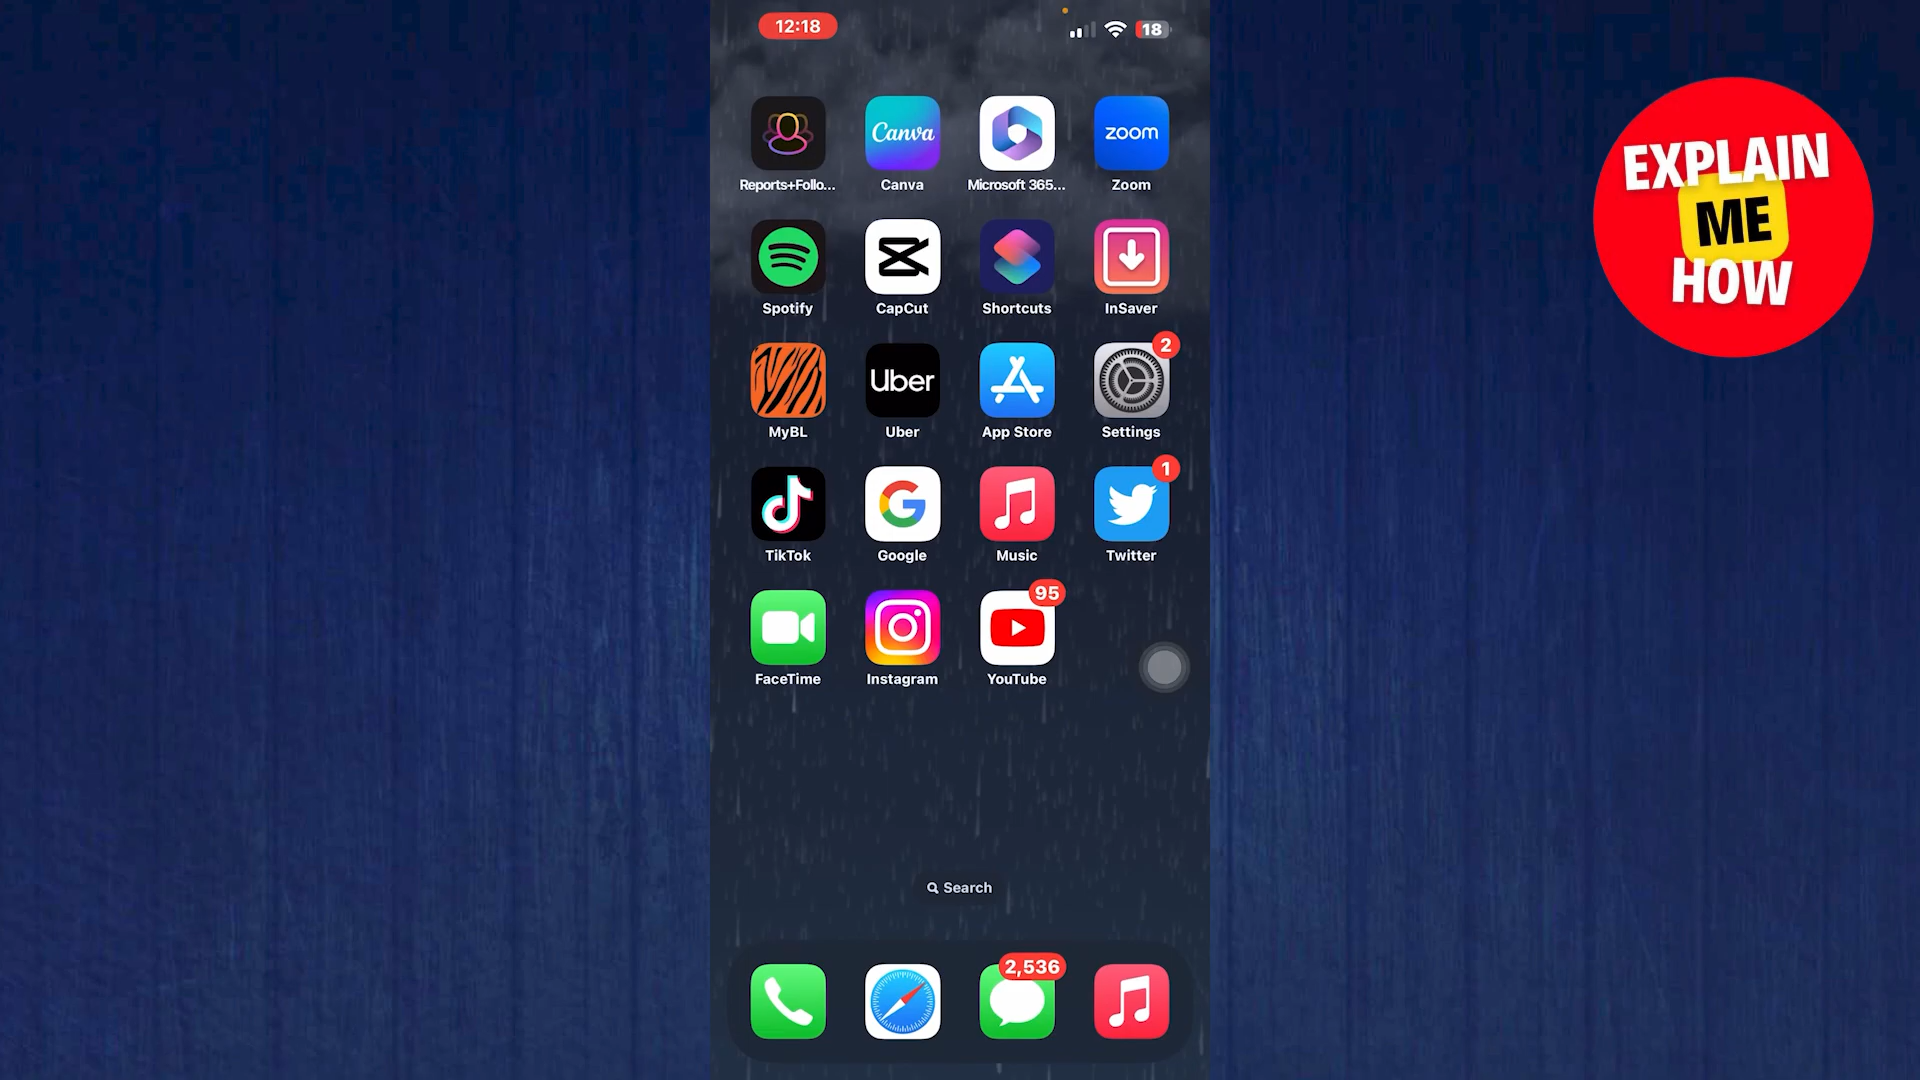 12:18
18
EXPLAIN
ME
HOW
Canva
zoom
Reports+Follo...
Canva
Microsoft 365...
Zoom
Spotify
CapCut
Shortcuts
InSaver
2
Uber
MyBL
Uber
App Store
Settings
1
TikTok
Google
Music
Twitter
95
FaceTime
Instagram
YouTube
Search
2,536